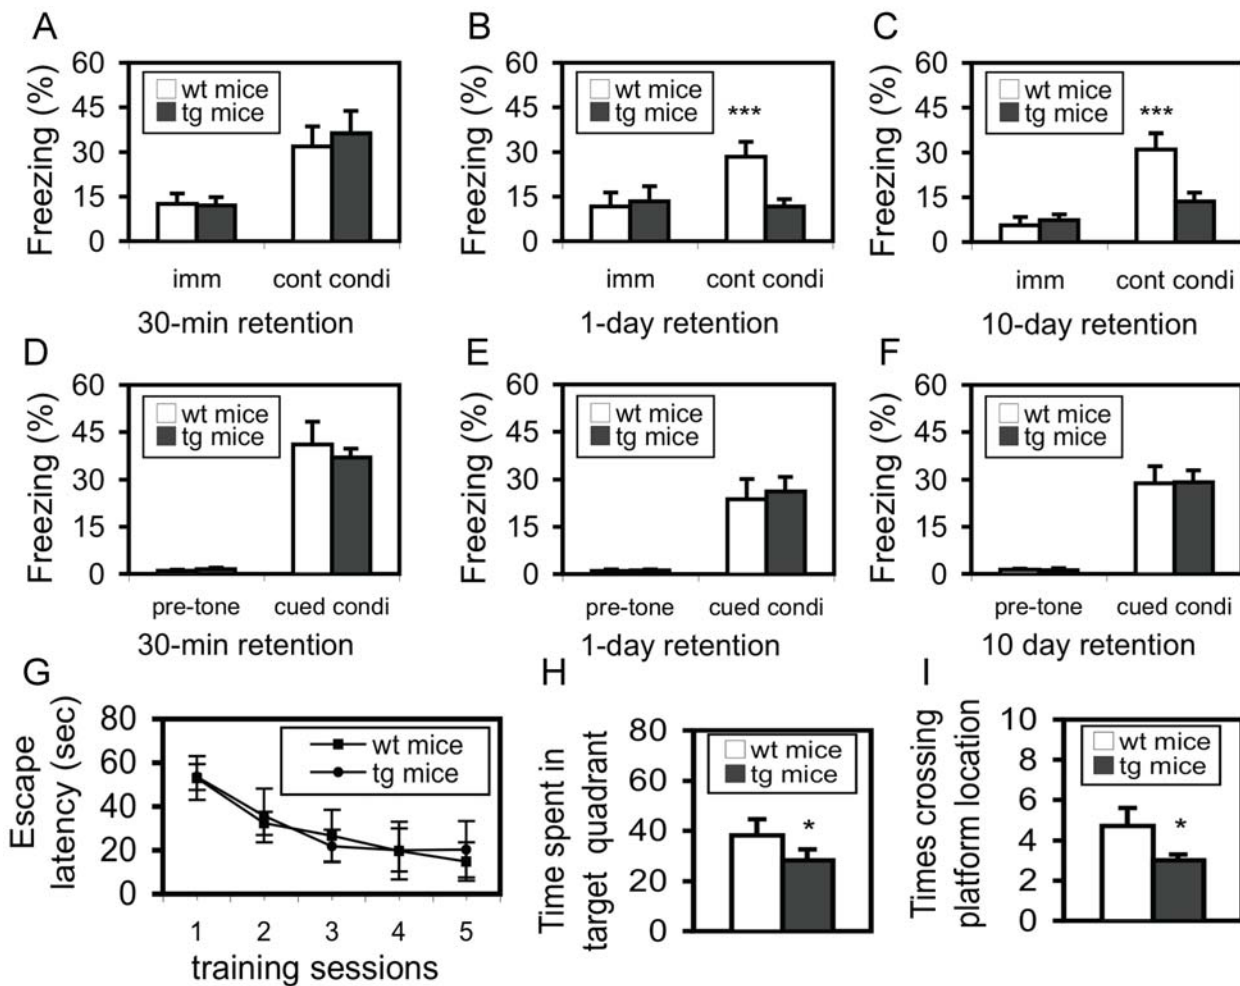 A
Freezing (%)
60
45
30
15
0
wt mice
tg mice
imm
cont condi
30-min retention
B
Freezing (%)
60
45
30
15
0
wt mice
tg mice
***
imm
cont condi
1-day retention
C
Freezing (%)
60
45
30
15
0
wt mice
tg mice
***
imm
cont condi
10-day retention
D
Freezing (%)
60
45
30
15
0
wt mice
tg mice
pre-tone
cued condi
30-min retention
E
Freezing (%)
60
45
30
15
0
wt mice
tg mice
pre-tone
cued condi
1-day retention
F
Freezing (%)
60
45
30
15
0
wt mice
tg mice
pre-tone
cued condi
10 day retention
G
Escape
latency (sec)
80
60
40
20
0
wt mice
tg mice
1 2 3 4 5
training sessions
H
Time spent in
target quadrant
80
60
40
20
0
wt mice
tg mice
*
I
Times crossing
platform location
10
8
6
4
2
0
wt mice
tg mice
*